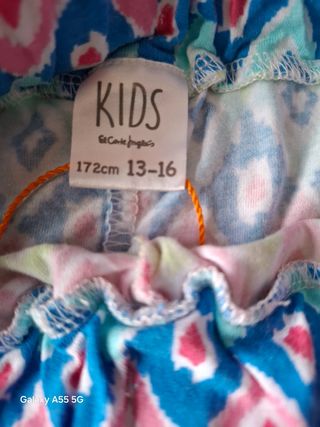 KIDS
El Corte Inglés
172cm 13-16
Galaxy A55 5G